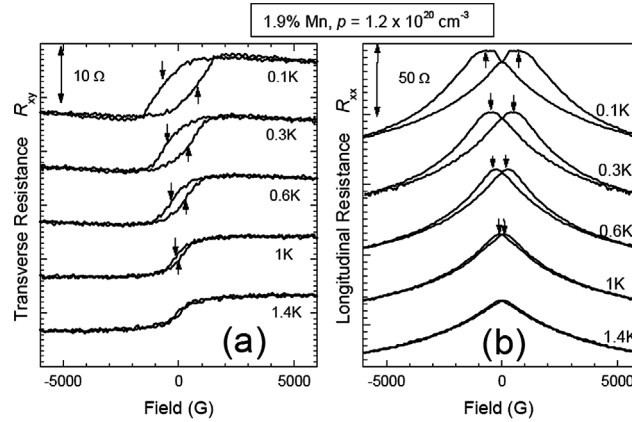 1.9% Mn, p = 1.2 x 10²⁰ cm⁻³
Transverse Resistance R_xy
10 Ω
0.1K
0.3K
0.6K
1K
1.4K
(a)
-5000 0 5000
Field (G)
Longitudinal Resistance R_xx
50 Ω
0.1K
0.3K
0.6K
1K
1.4K
(b)
-5000 0 5000
Field (G)